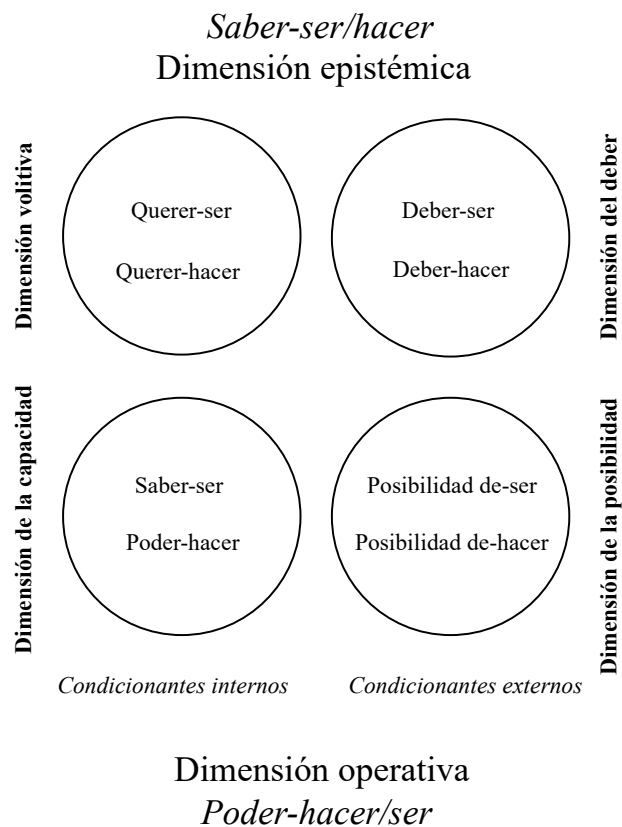 Saber-ser/hacer
Dimensión epistémica
Dimensión volitiva
Querer-ser
Querer-hacer
Deber-ser
Deber-hacer
Dimensión del deber
Dimensión de la capacidad
Saber-ser
Poder-hacer
Posibilidad de-ser
Posibilidad de-hacer
Dimensión de la posibilidad
Condicionantes internos
Condicionantes externos
Dimensión operativa
Poder-hacer/ser